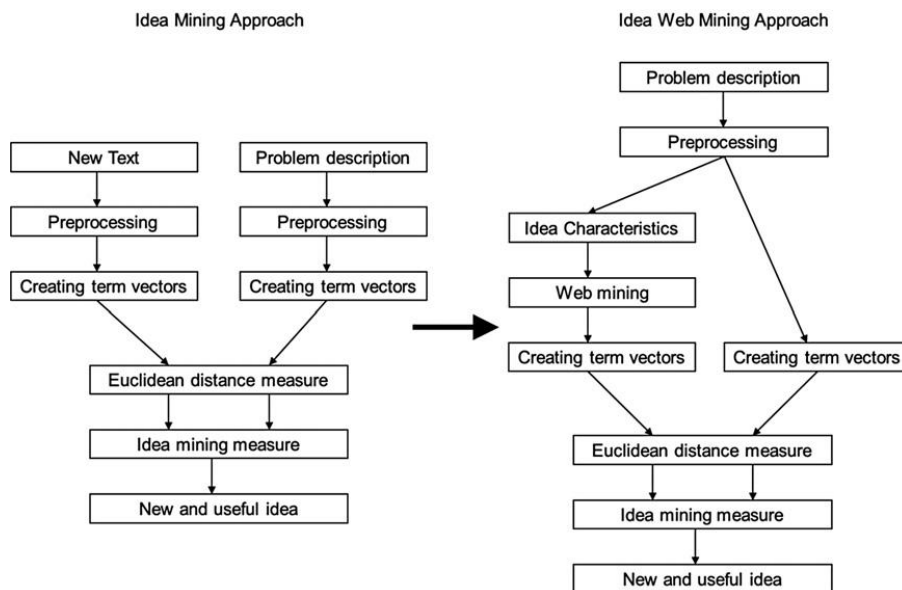 Idea Mining Approach
New Text
Problem description
Preprocessing
Preprocessing
Creating term vectors
Creating term vectors
Euclidean distance measure
Idea mining measure
New and useful idea
Idea Web Mining Approach
Problem description
Preprocessing
Idea Characteristics
Web mining
Creating term vectors
Creating term vectors
Euclidean distance measure
Idea mining measure
New and useful idea